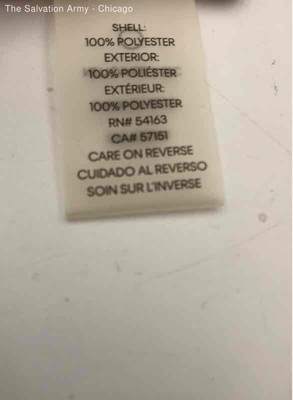 The Salvation Army - Chicago
SHELL:
100% POLYESTER
EXTERIOR:
100% POLIÉSTER
EXTÉRIEUR:
100% POLYESTER
RN# 54163
CA# 57151
CARE ON REVERSE
CUIDADO AL REVERSO
SOIN SUR L'INVERSE